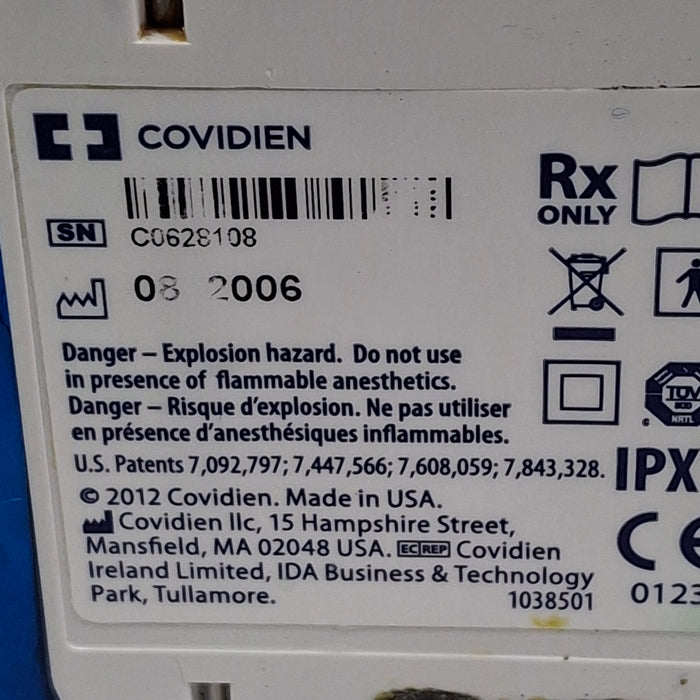 COVIDIEN
SN
C0628108
08 2006
Danger – Explosion hazard. Do not use
in presence of flammable anesthetics.
Danger – Risque d'explosion. Ne pas utiliser
en présence d'anesthésiques inflammables.
U.S. Patents 7,092,797; 7,447,566; 7,608,059; 7,843,328.
© 2012 Covidien. Made in USA.
Covidien llc, 15 Hampshire Street,
Mansfield, MA 02048 USA. EC REP Covidien
Ireland Limited, IDA Business & Technology
Park, Tullamore.
1038501
Rx
ONLY
TUV
NRTL
IPX
CE
0123